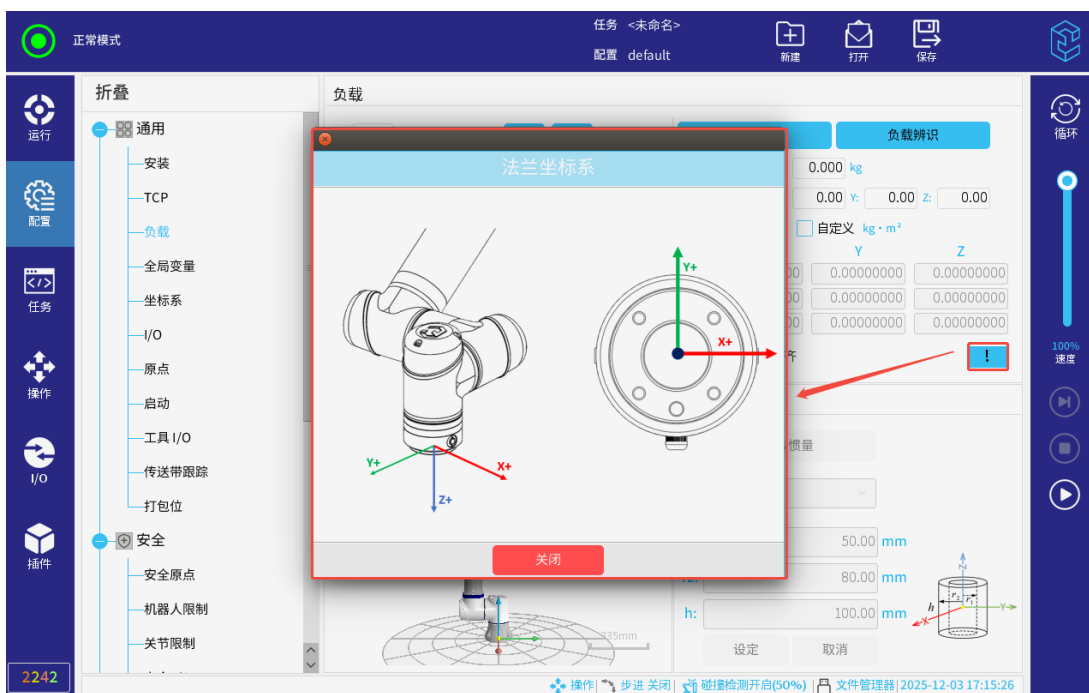 正常模式
任务 <未命名>
配置 default
新建
打开
保存
运行
配置
任务
操作
I/O
插件
2242
折叠
通用
安装
TCP
负载
全局变量
坐标系
I/O
原点
启动
工具 I/O
传送带跟踪
打包位
安全
安全原点
机器人限制
关节限制
负载
负载辨识
0.000 kg
0.00 Y: 0.00 Z: 0.00
自定义 kg·m²
Y Z
00 0.00000000 0.00000000
00 0.00000000 0.00000000
00 0.00000000 0.00000000
齐 !
法兰坐标系
Y+
X+
Y+ X+
Z+
关闭
惯量
50.00 mm
80.00 mm
h: 100.00 mm
Z
r₂ r₁
h Y
X
335mm
设定 取消
循环
100%
速度
操作| 步进 关闭| 碰撞检测开启(50%) | 文件管理器|2025-12-03 17:15:26